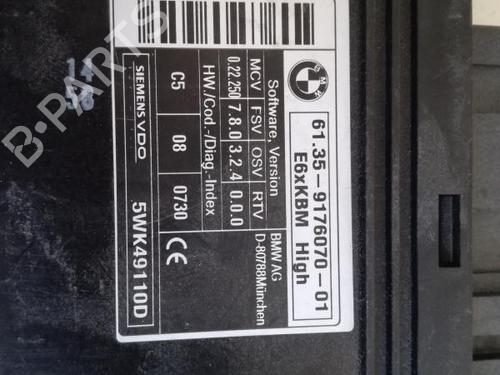 61.35-9176070-01
E6xKBM High
Software, Version
MCV FSV OSV RTV
0.22.250 7.8.0 3.2.4 0.0.0
HW/Cod.-/Diag.-Index
C5 08 0730
BMW AG
D-80788München
SIEMENS VDO
5WK49110D
CE
BMW
B-PARTS